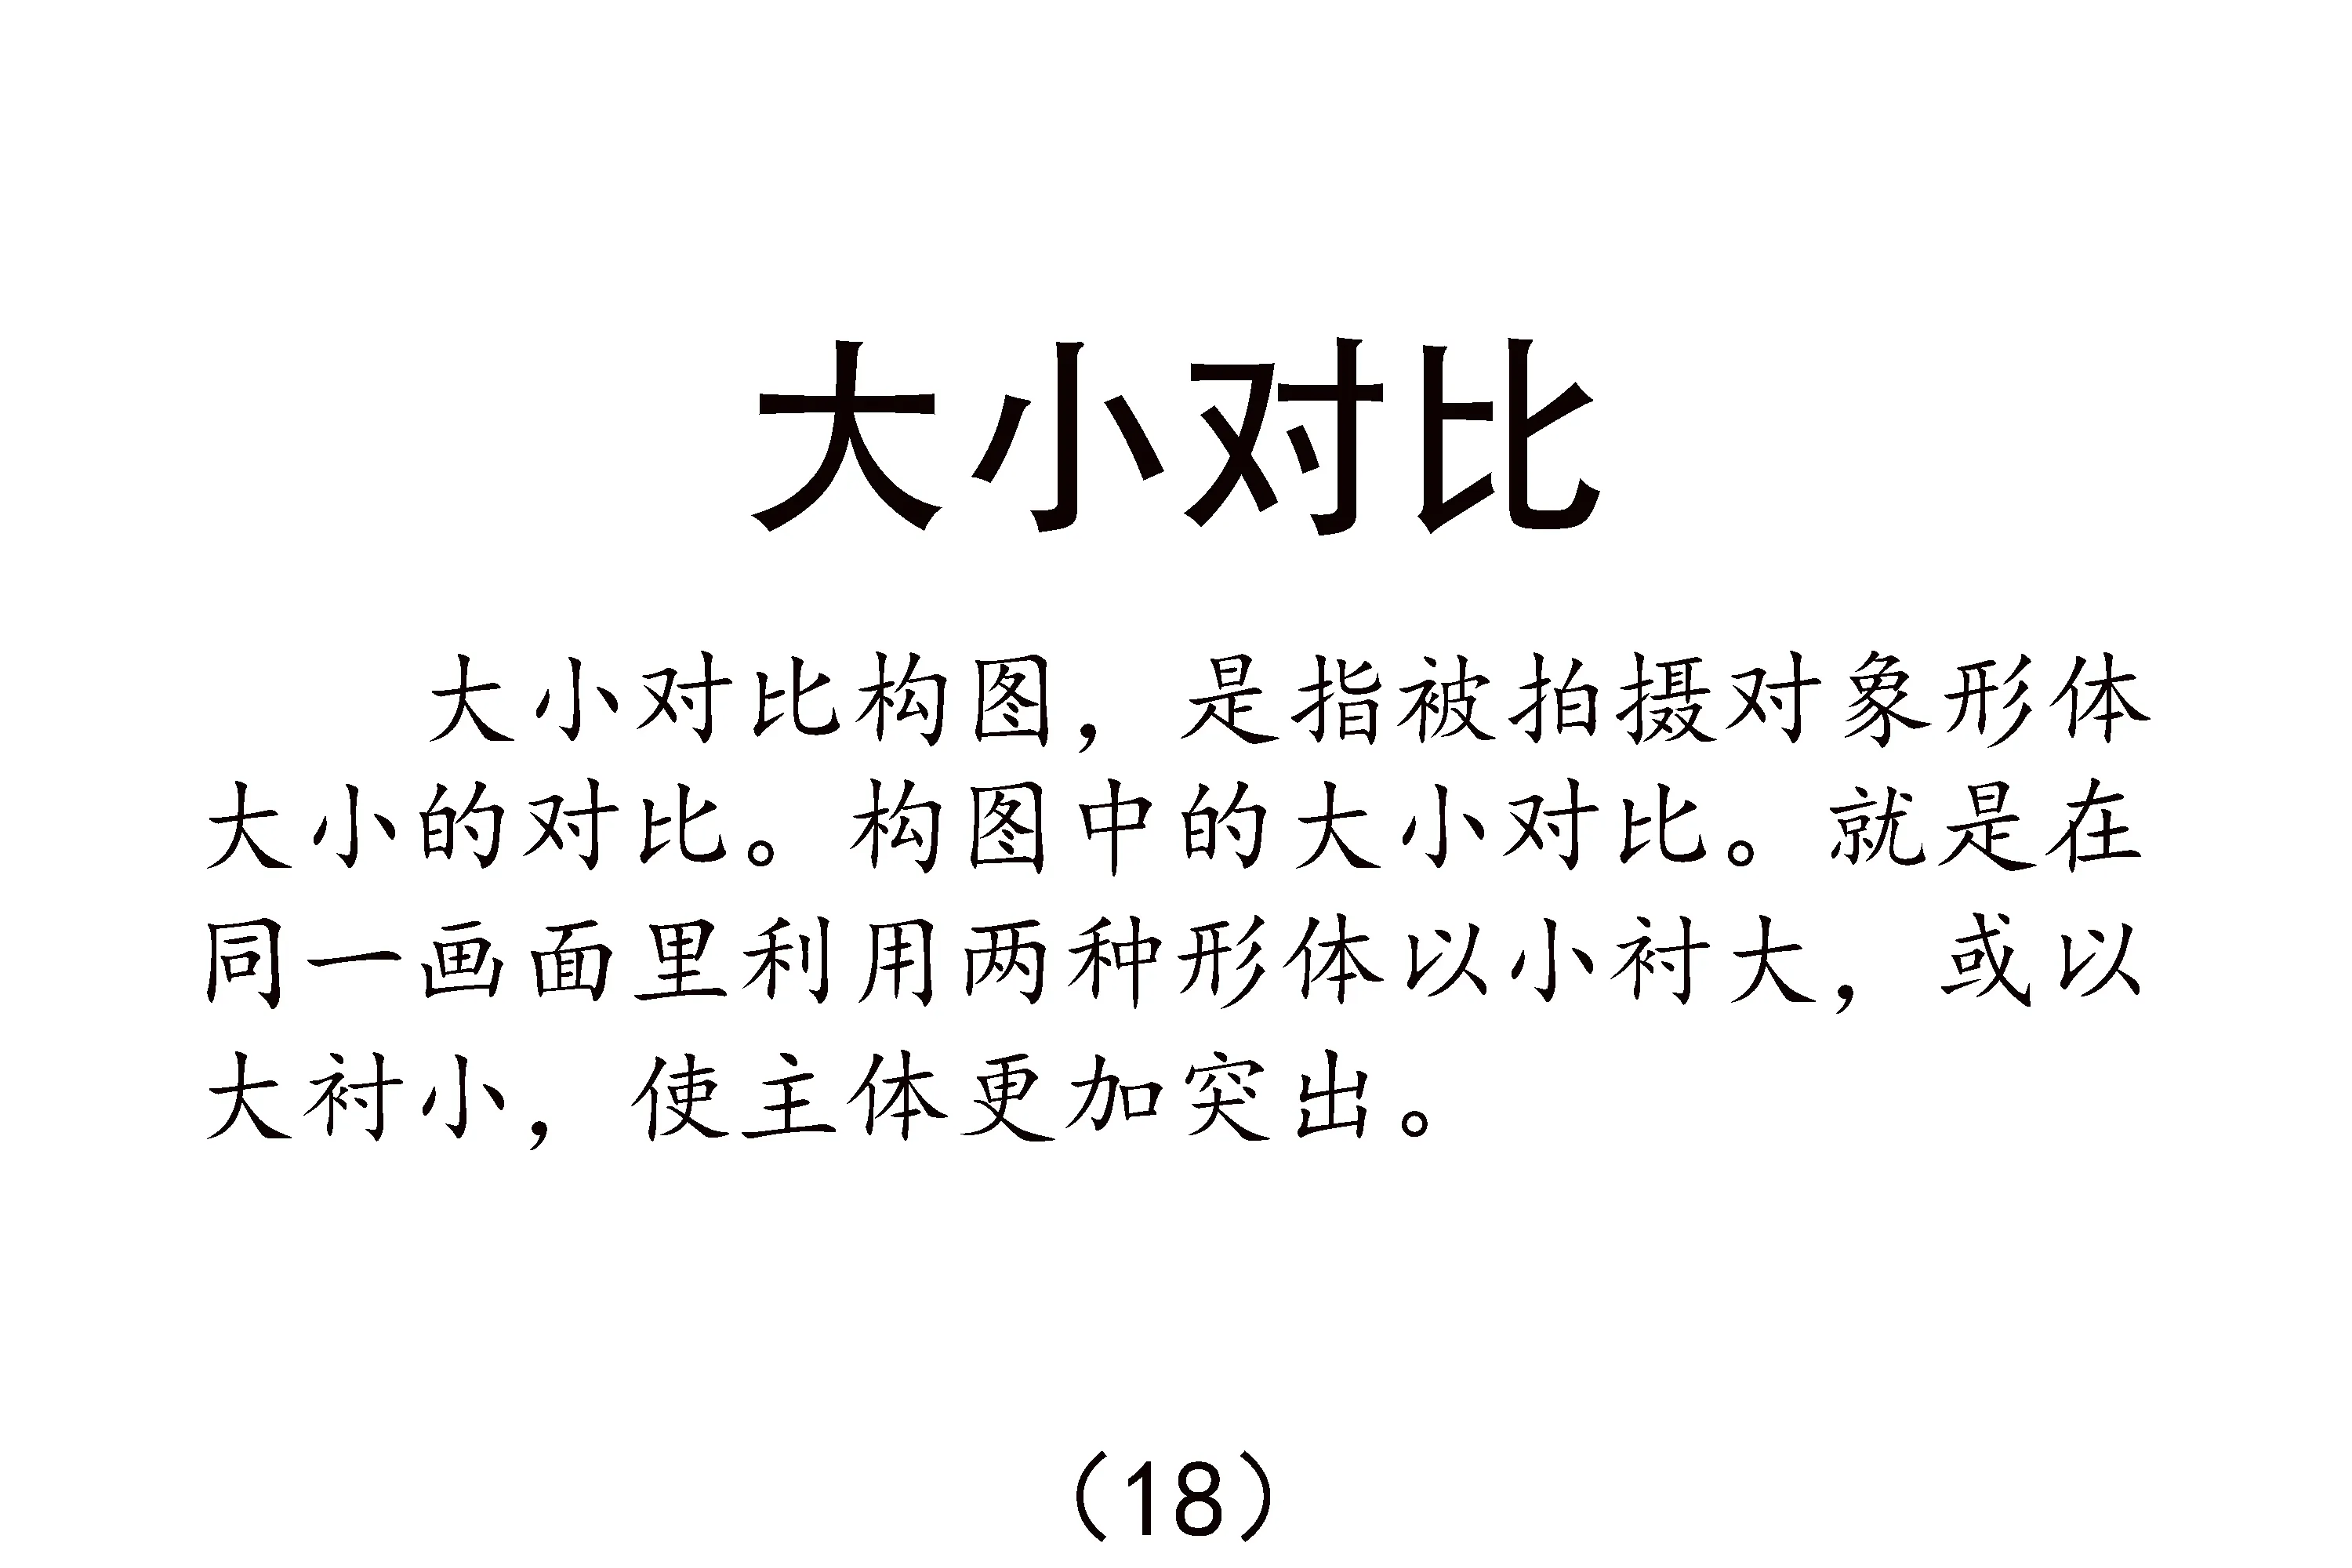 大小对比
大小对比构图，是指被拍摄对象形体
大小的对比。构图中的大小对比。就是在
同一画面里利用两种形体以小衬大，或以
大衬小，使主体更加突出。
（18）